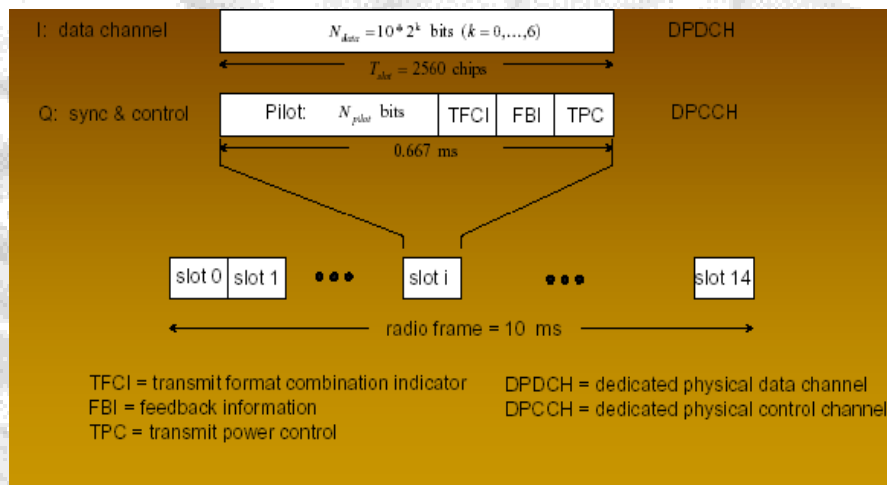 I: data channel
N_data = 10*2^k bits (k = 0,...,6)
DPDCH
T_slot = 2560 chips
Q: sync & control
Pilot: N_pilot bits
TFCI
FBI
TPC
DPCCH
0.667 ms
slot 0
slot 1
•••
slot i
•••
slot 14
radio frame = 10 ms
TFCI = transmit format combination indicator
FBI = feedback information
TPC = transmit power control
DPDCH = dedicated physical data channel
DPCCH = dedicated physical control channel